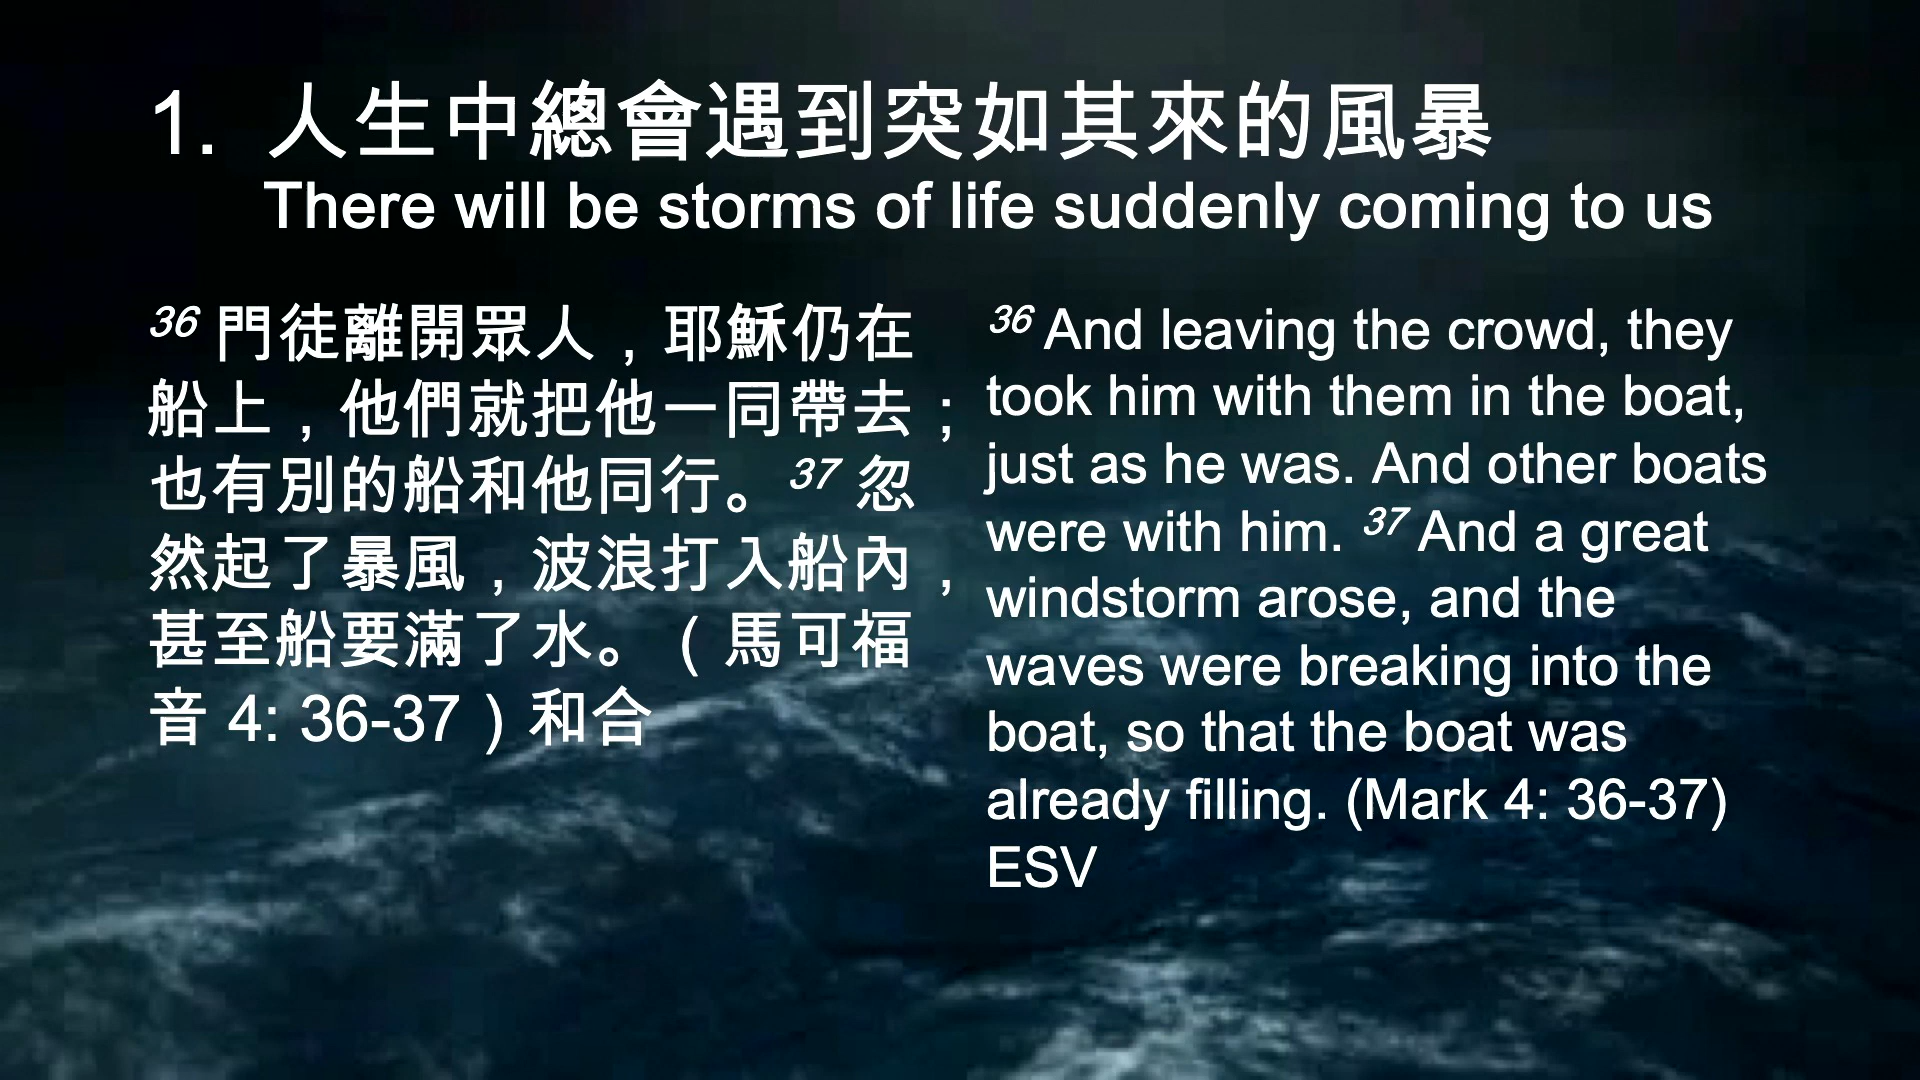 1. 人生中總會遇到突如其來的風暴
There will be storms of life suddenly coming to us
36 門徒離開眾人，耶穌仍在
船上，他們就把他一同帶去；
也有別的船和他同行。37 忽
然起了暴風，波浪打入船內，
甚至船要滿了水。（馬可福
音 4: 36-37）和合
36 And leaving the crowd, they
took him with them in the boat,
just as he was. And other boats
were with him. 37 And a great
windstorm arose, and the
waves were breaking into the
boat, so that the boat was
already filling. (Mark 4: 36-37)
ESV